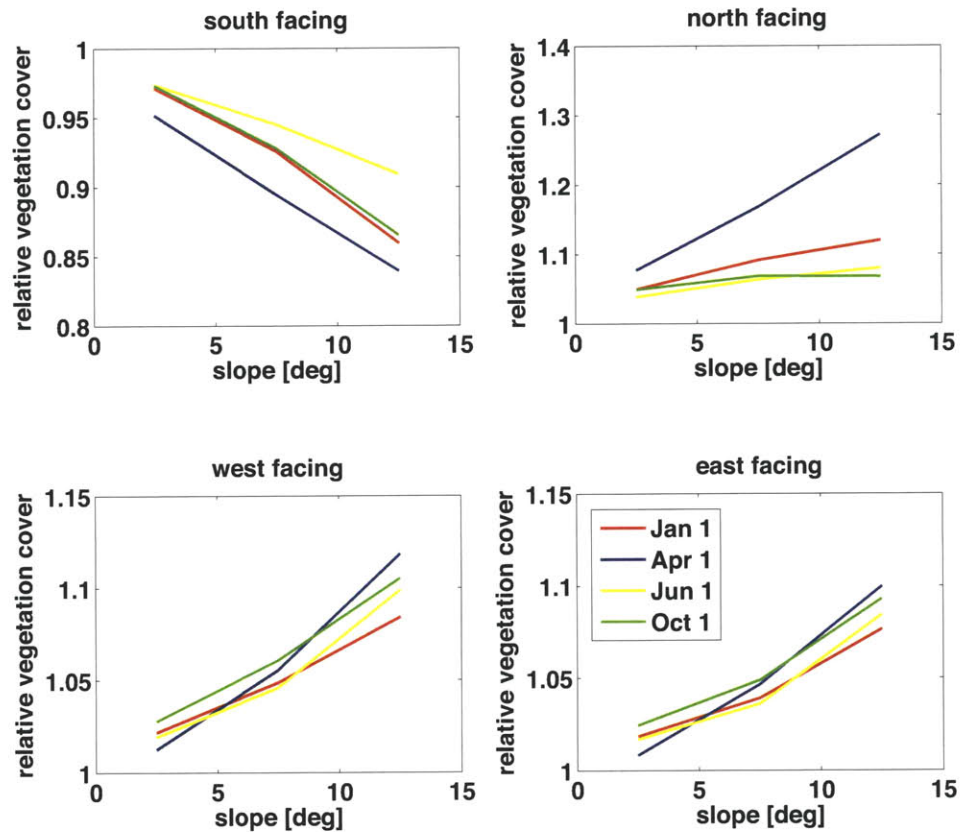 south facing
relative vegetation cover
1
0.95
0.9
0.85
0.8
0
5
10
15
slope [deg]
north facing
relative vegetation cover
1.4
1.3
1.2
1.1
1
0
5
10
15
slope [deg]
west facing
relative vegetation cover
1.15
1.1
1.05
1
0
5
10
15
slope [deg]
east facing
relative vegetation cover
1.15
1.1
1.05
1
0
5
10
15
slope [deg]
Jan 1
Apr 1
Jun 1
Oct 1